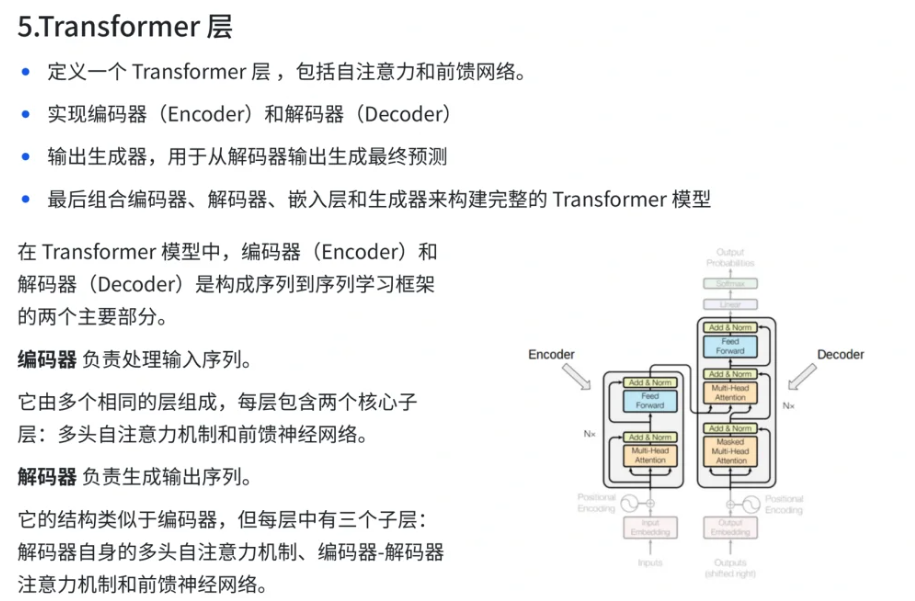 5.Transformer 层
定义一个 Transformer 层 ，包括自注意力和前馈网络。
实现编码器（Encoder）和解码器（Decoder）
输出生成器，用于从解码器输出生成最终预测
最后组合编码器、解码器、嵌入层和生成器来构建完整的 Transformer 模型
在 Transformer 模型中，编码器（Encoder）和
解码器（Decoder）是构成序列到序列学习框架
的两个主要部分。
编码器 负责处理输入序列。
它由多个相同的层组成，每层包含两个核心子
层：多头自注意力机制和前馈神经网络。
解码器 负责生成输出序列。
它的结构类似于编码器，但每层中有三个子层：
解码器自身的多头自注意力机制、编码器-解码器
注意力机制和前馈神经网络。
Output
Probabilities
Softmax
Linear
Encoder
Decoder
Add & Norm
Feed
Forward
Add & Norm
Multi-Head
Attention
N×
Add & Norm
Masked
Multi-Head
Attention
Add & Norm
Feed
Forward
N×
Add & Norm
Multi-Head
Attention
Positional
Encoding
Positional
Encoding
Input
Embedding
Output
Embedding
Inputs
Outputs
(shifted right)